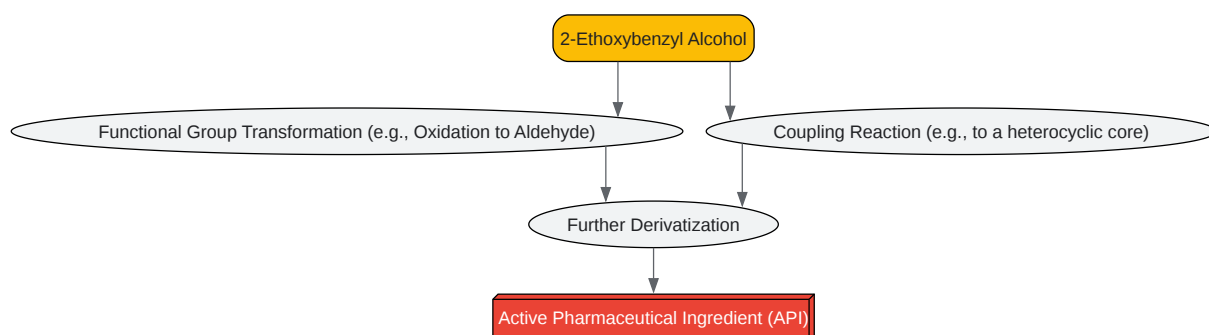 2-Ethoxybenzyl Alcohol
Functional Group Transformation (e.g., Oxidation to Aldehyde)
Coupling Reaction (e.g., to a heterocyclic core)
Further Derivatization
Active Pharmaceutical Ingredient (API)